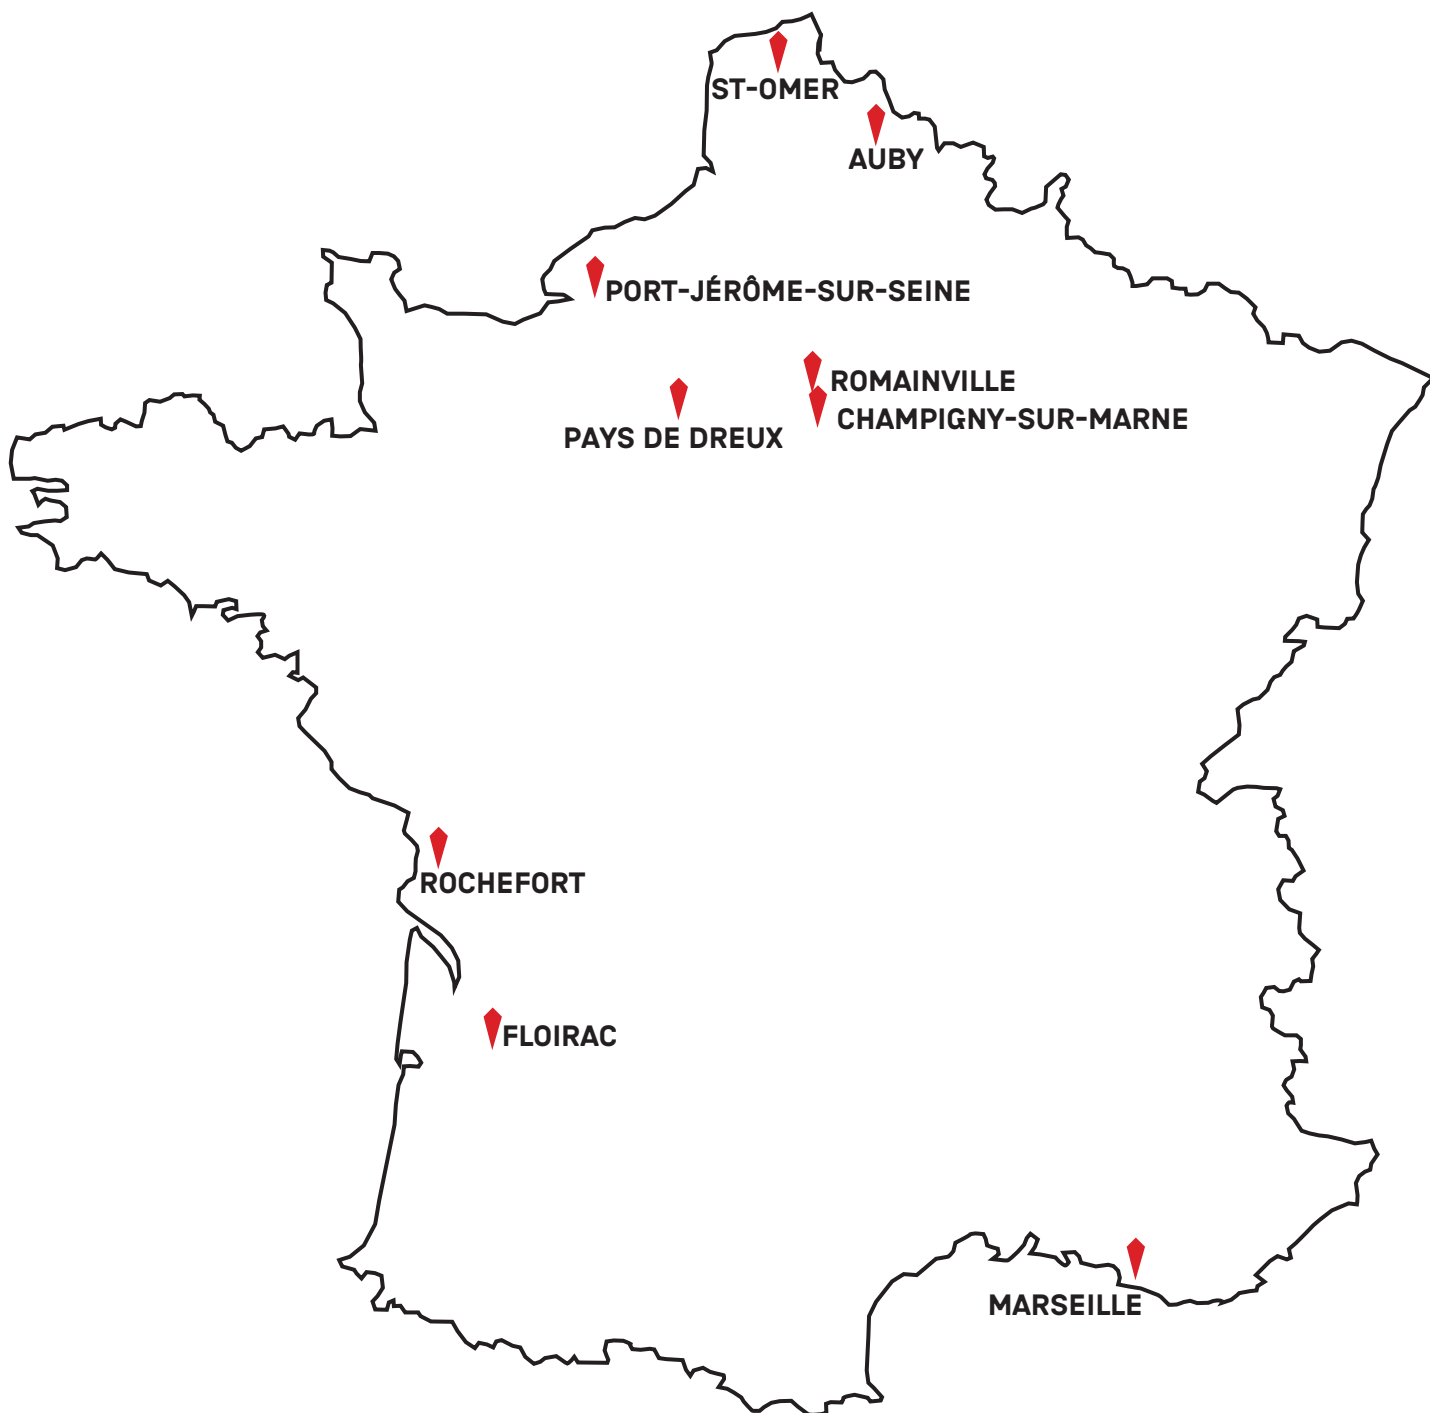 ST-OMER
AUBY
PORT-JÉRÔME-SUR-SEINE
ROMAINVILLE
CHAMPIGNY-SUR-MARNE
PAYS DE DREUX
ROCHEFORT
FLOIRAC
MARSEILLE